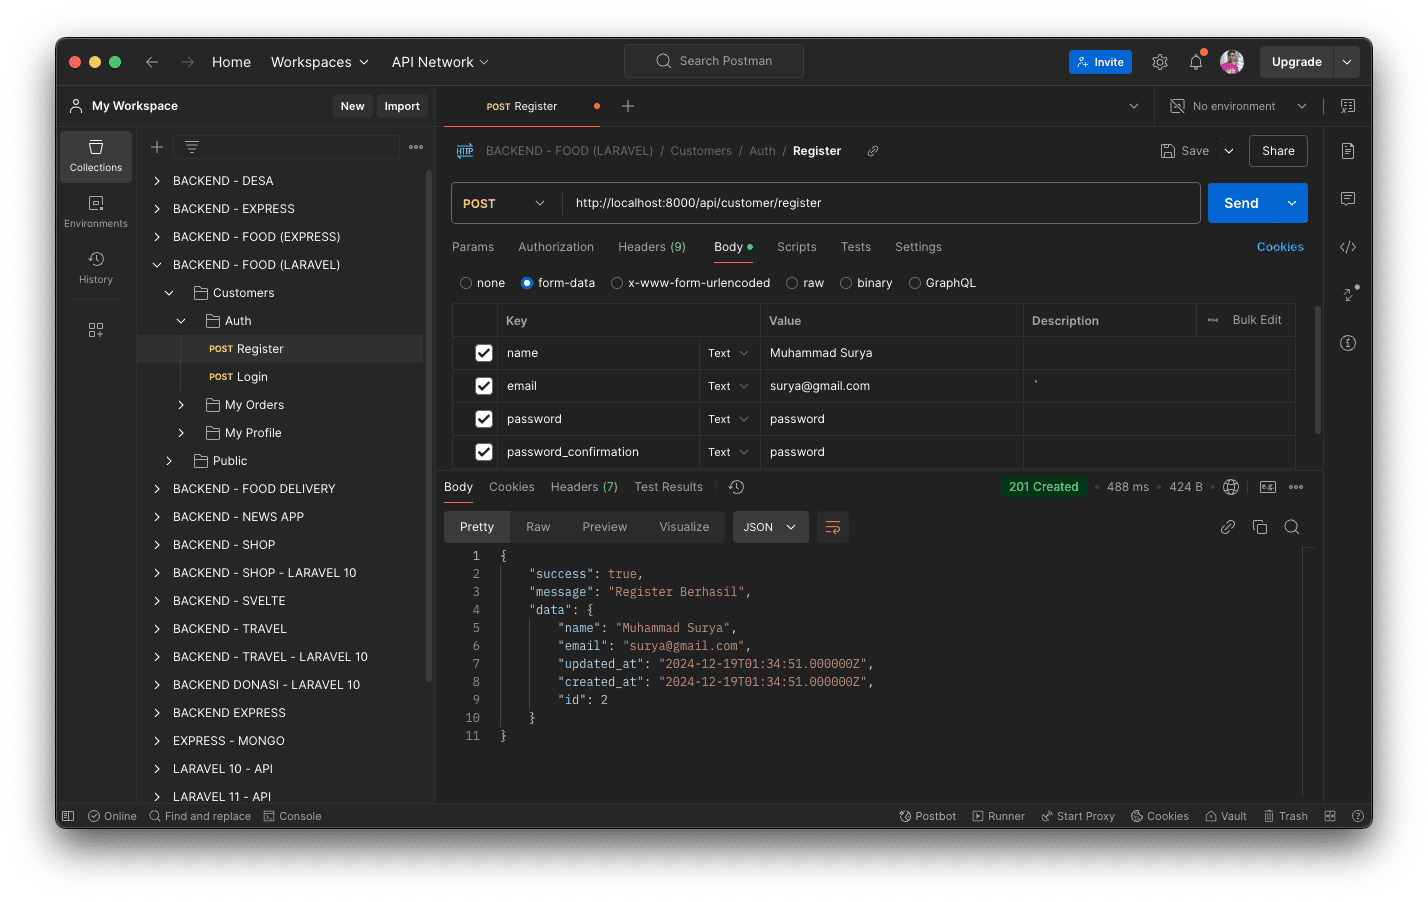 Home Workspaces API Network Search Postman Invite Upgrade
My Workspace New Import
POST Register No environment
Collections
Environments
History
BACKEND - DESA
BACKEND - EXPRESS
BACKEND - FOOD (EXPRESS)
BACKEND - FOOD (LARAVEL)
Customers
Auth
POST Register
POST Login
My Orders
My Profile
Public
BACKEND - FOOD DELIVERY
BACKEND - NEWS APP
BACKEND - SHOP
BACKEND - SHOP - LARAVEL 10
BACKEND - SVELTE
BACKEND - TRAVEL
BACKEND - TRAVEL - LARAVEL 10
BACKEND DONASI - LARAVEL 10
BACKEND EXPRESS
EXPRESS - MONGO
LARAVEL 10 - API
LARAVEL 11 - API
HTTP BACKEND - FOOD (LARAVEL) / Customers / Auth / Register Save Share
POST http://localhost:8000/api/customer/register Send
Params Authorization Headers (9) Body Scripts Tests Settings Cookies
none form-data x-www-form-urlencoded raw binary GraphQL
Key Value Description Bulk Edit
name Text Muhammad Surya
email Text surya@gmail.com `
password Text password
password_confirmation Text password
Body Cookies Headers (7) Test Results 201 Created 488 ms 424 B e.g.
Pretty Raw Preview Visualize JSON
1 {
2 "success": true,
3 "message": "Register Berhasil",
4 "data": {
5 "name": "Muhammad Surya",
6 "email": "surya@gmail.com",
7 "updated_at": "2024-12-19T01:34:51.000000Z",
8 "created_at": "2024-12-19T01:34:51.000000Z",
9 "id": 2
10 }
11 }
Online Find and replace Console Postbot Runner Start Proxy Cookies Vault Trash